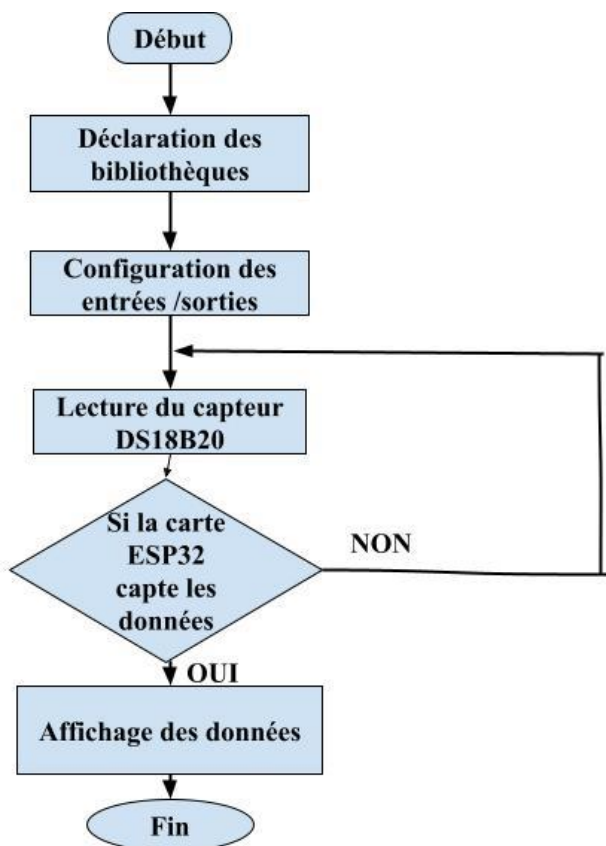 Début
Déclaration des
bibliothèques
Configuration des
entrées /sorties
Lecture du capteur
DS18B20
Si la carte
ESP32
capte les
données
NON
OUI
Affichage des données
Fin